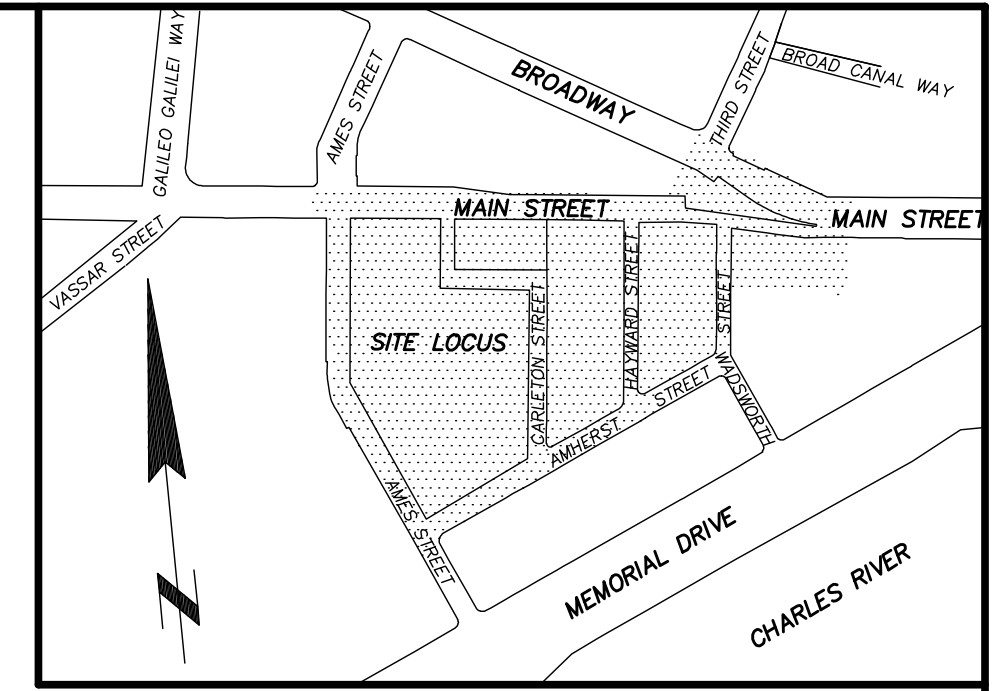 GALILEO GALILEI WAY
AMES STREET
BROADWAY
THIRD STREET
BROAD CANAL WAY
MAIN STREET
MAIN STREET
VASSAR STREET
SITE LOCUS
CARLETON STREET
HAYWARD STREET
WADSWORTH STREET
AMHERST STREET
AMES STREET
MEMORIAL DRIVE
CHARLES RIVER
N